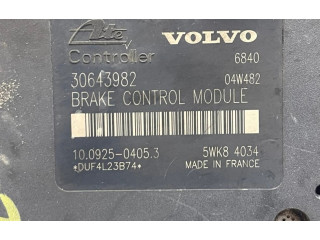 Ate VOLVO
Controller 6840
30643982 04W482
BRAKE CONTROL MODULE
10.0925-0405.3 5WK8 4034
*DUF4L23B74* MADE IN FRANCE